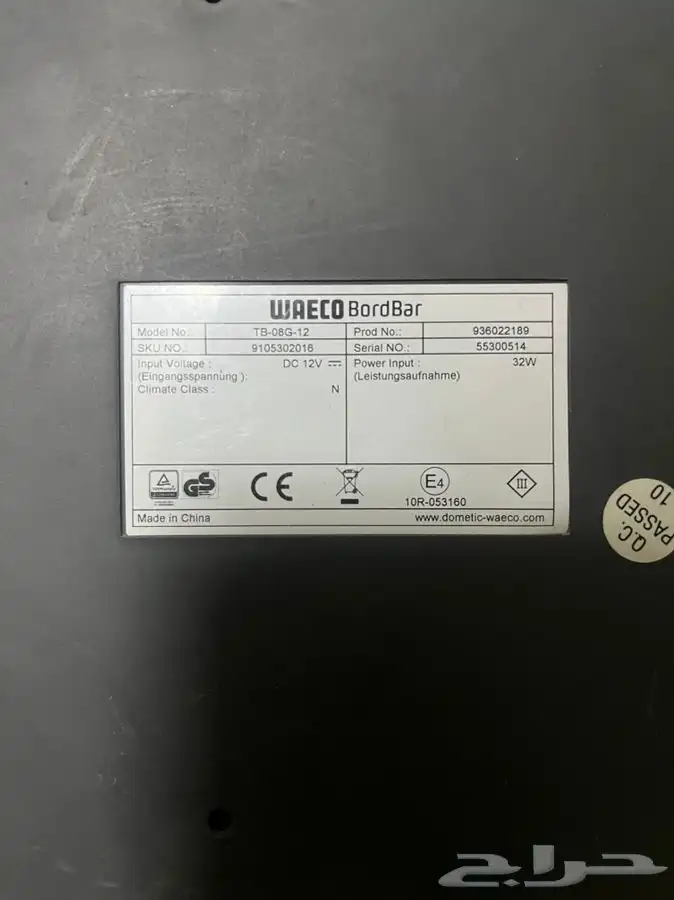 WAECO BordBar
Model No.: TB-08G-12 Prod No.: 936022189
SKU NO.: 9105302016 Serial NO.: 55300514
Input Voltage : DC 12V Power Input : 32W
(Eingangsspannung ): (Leistungsaufnahme)
Climate Class : N
GS CE E4 III
10R-053160
Made in China www.dometic-waeco.com
Q.C.
PASSED
10
حراج